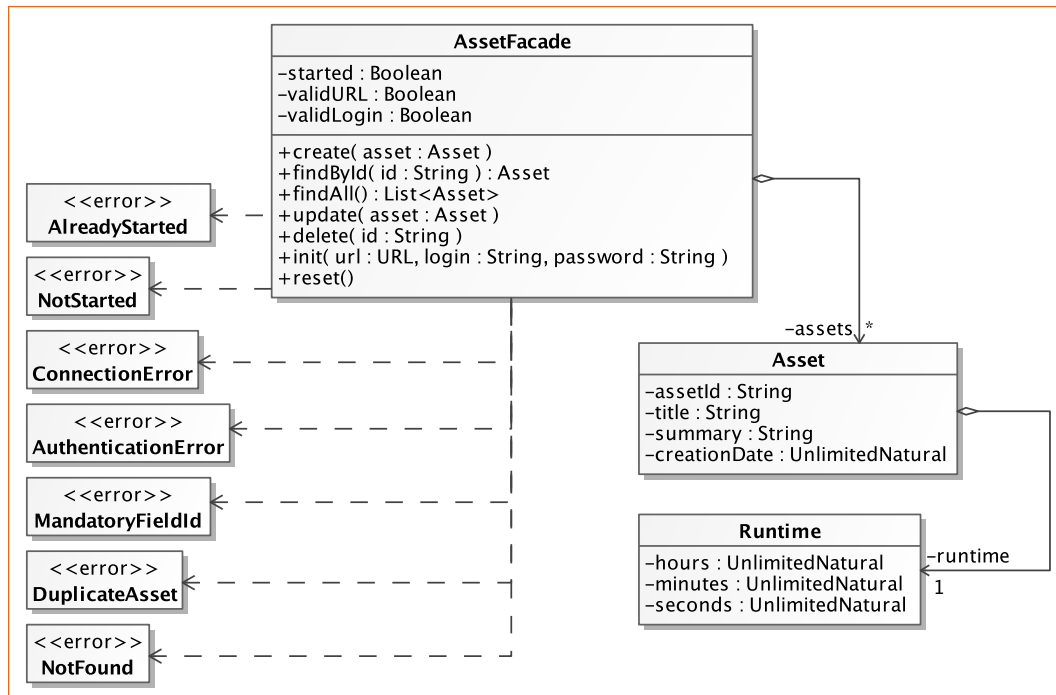 AssetFacade
-started : Boolean
-validURL : Boolean
-validLogin : Boolean
+create( asset : Asset )
+findById( id : String ) : Asset
+findAll() : List<Asset>
+update( asset : Asset )
+delete( id : String )
+init( url : URL, login : String, password : String )
+reset()
<<error>>
AlreadyStarted
<<error>>
NotStarted
<<error>>
ConnectionError
<<error>>
AuthenticationError
<<error>>
MandatoryFieldId
<<error>>
DuplicateAsset
<<error>>
NotFound
-assets *
Asset
-assetId : String
-title : String
-summary : String
-creationDate : UnlimitedNatural
Runtime
-hours : UnlimitedNatural
-minutes : UnlimitedNatural
-seconds : UnlimitedNatural
-runtime
1